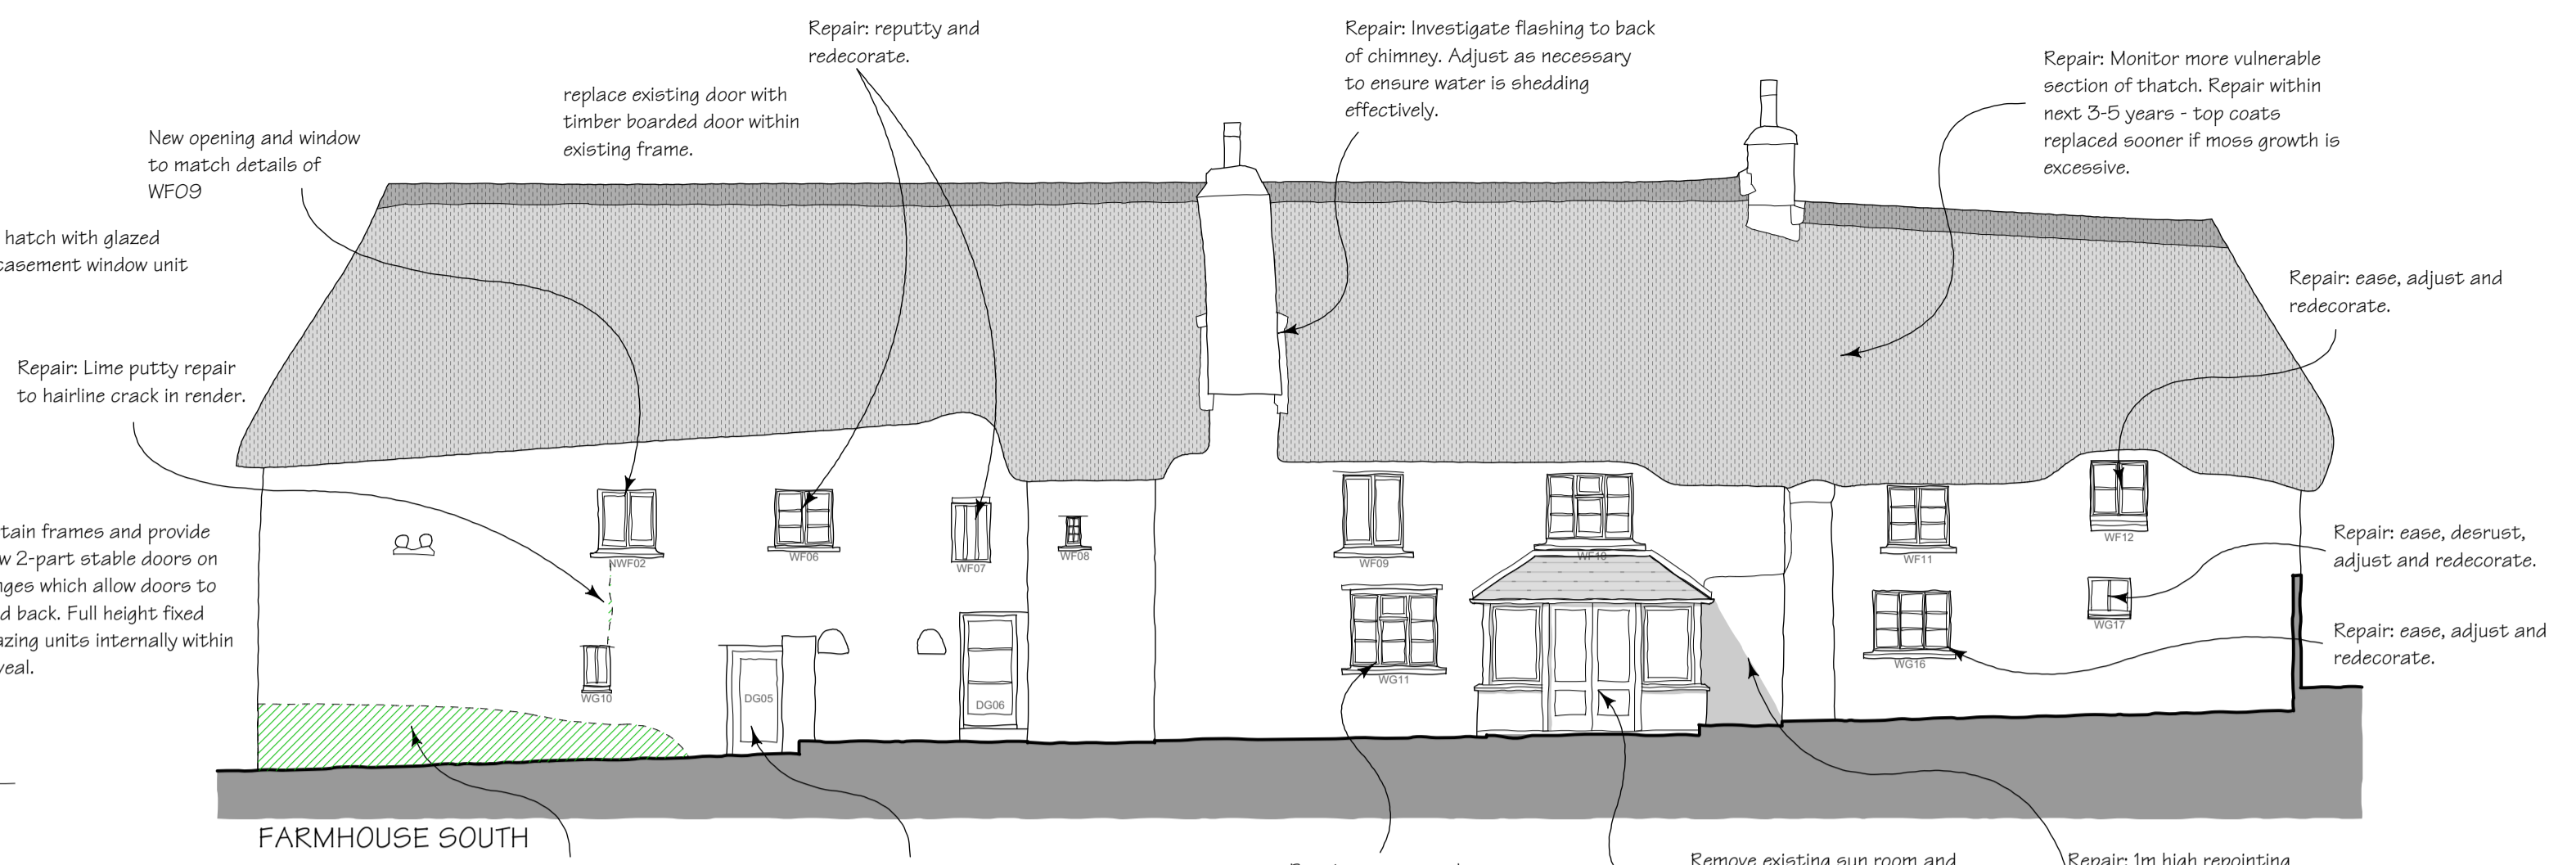 Repair: reputty and
redecorate.
Repair: Investigate flashing to back
of chimney. Adjust as necessary
to ensure water is shedding
effectively.
Repair: Monitor more vulnerable
section of thatch. Repair within
next 3-5 years - top coats
replaced sooner if moss growth is
excessive.
replace existing door with
timber boarded door within
existing frame.
New opening and window
to match details of
WF09
hatch with glazed
casement window unit
Repair: ease, adjust and
redecorate.
Repair: Lime putty repair
to hairline crack in render.
tain frames and provide
w 2-part stable doors on
nges which allow doors to
d back. Full height fixed
azing units internally within
veal.
Repair: ease, desrust,
adjust and redecorate.
Repair: ease, adjust and
redecorate.
NWF02
WF06
WF07
WF08
WF09
WF10
WF11
WF12
WG10
DG05
DG06
WG11
WG16
WG17
FARMHOUSE SOUTH
Remove existing sun room and
Repair: 1m high repointing